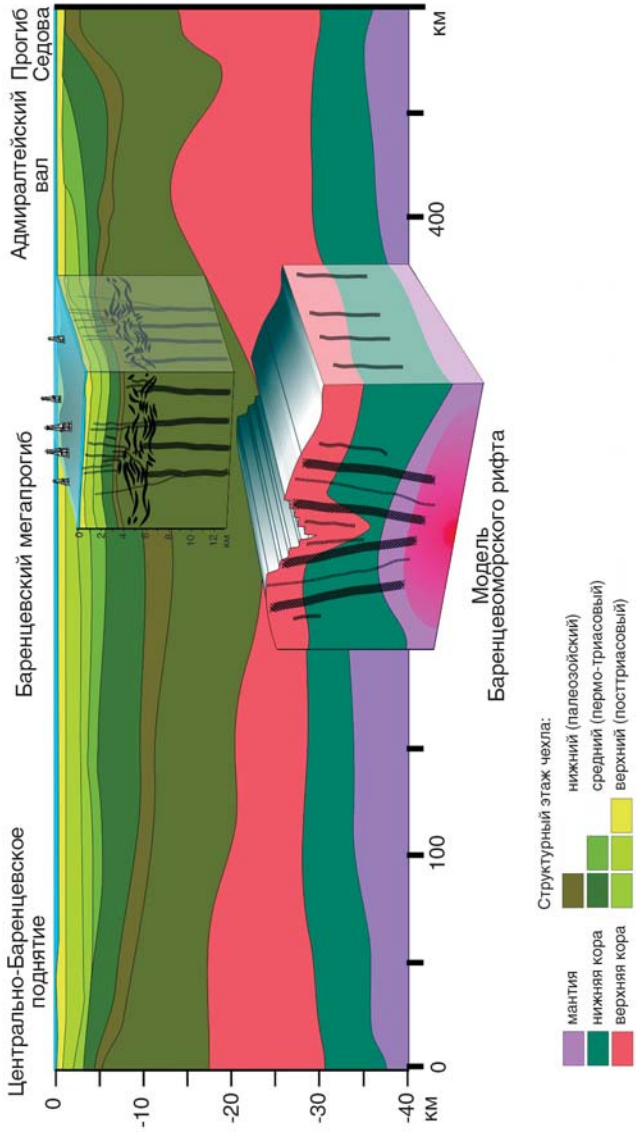 Центрально-Баренцевское
поднятие
Баренцевский мегапрогиб
Адмиралтейский
вал
Прогиб
Седова
0
-10
-20
-30
-40
км
0
2
4
6
8
10
12
км
0
100
400
км
Модель
Баренцевоморского рифта
мантия
нижняя кора
верхняя кора
Структурный этаж чехла:
нижний (палеозойский)
средний (пермо-триасовый)
верхний (посттриасовый)